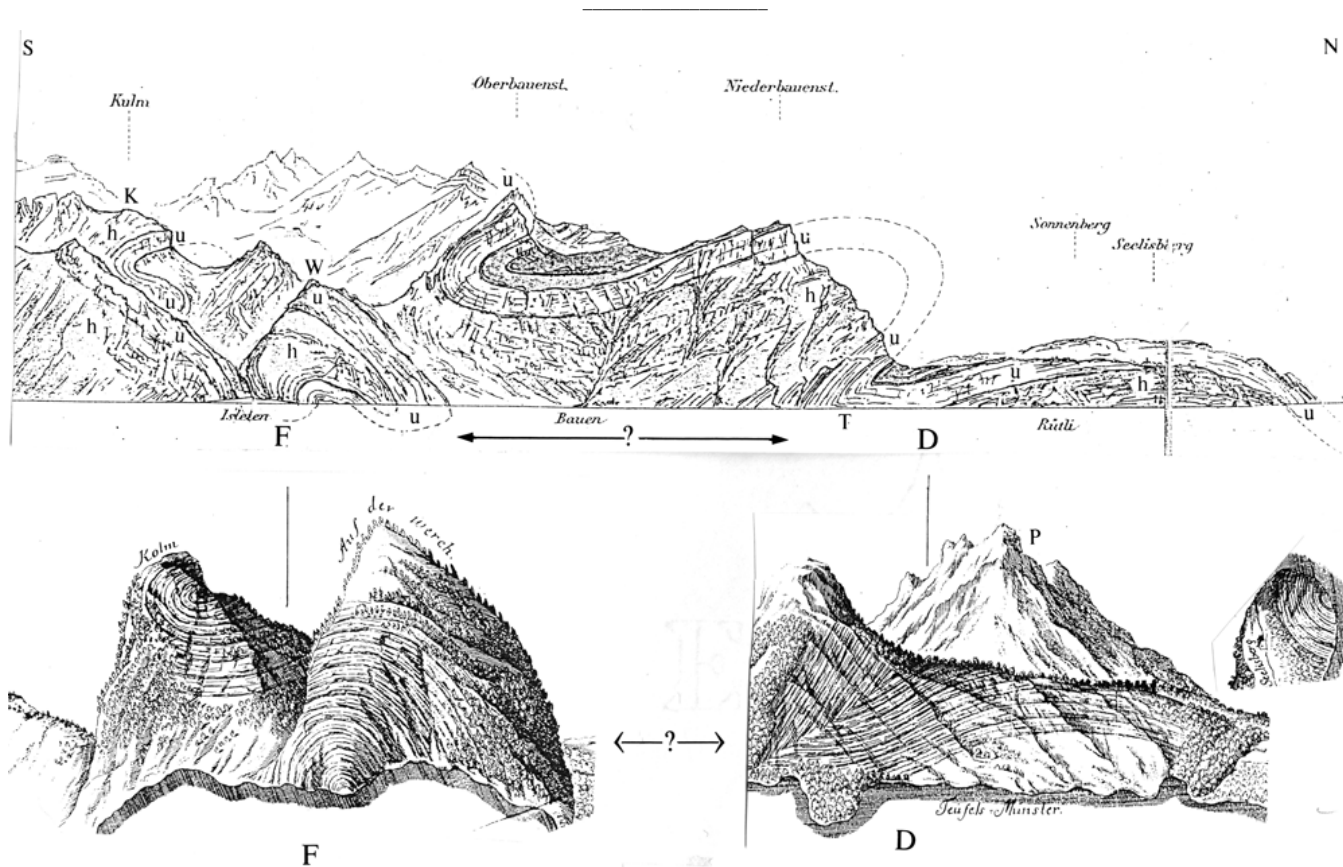 S
N
Kulm
Oberbauenst.
Niederbauenst.
Sonnenberg
Seelisberg
K
h
u
h
u
u
W
u
h
u
u
u
h
u
u
h
u
Isleten
Bauen
T
Rütli
F
?
D
Kolm
Auf der Werch.
P
?
Teufels-Münster.
F
D